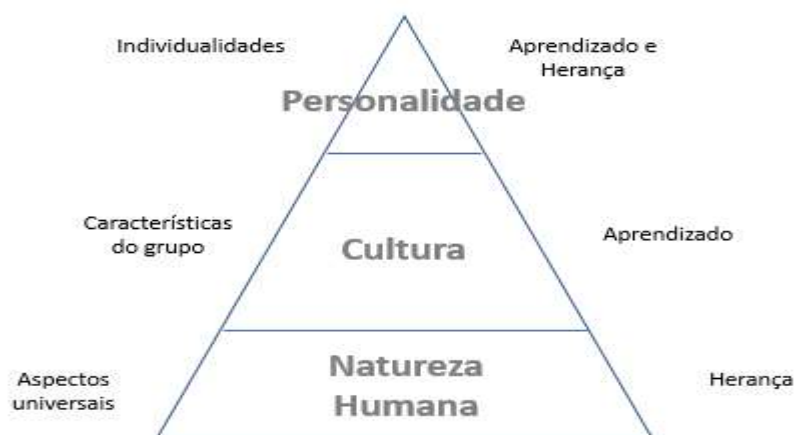 Individualidades
Aprendizado e
Herança
Personalidade
Características
do grupo
Cultura
Aprendizado
Aspectos
universais
Natureza
Humana
Herança